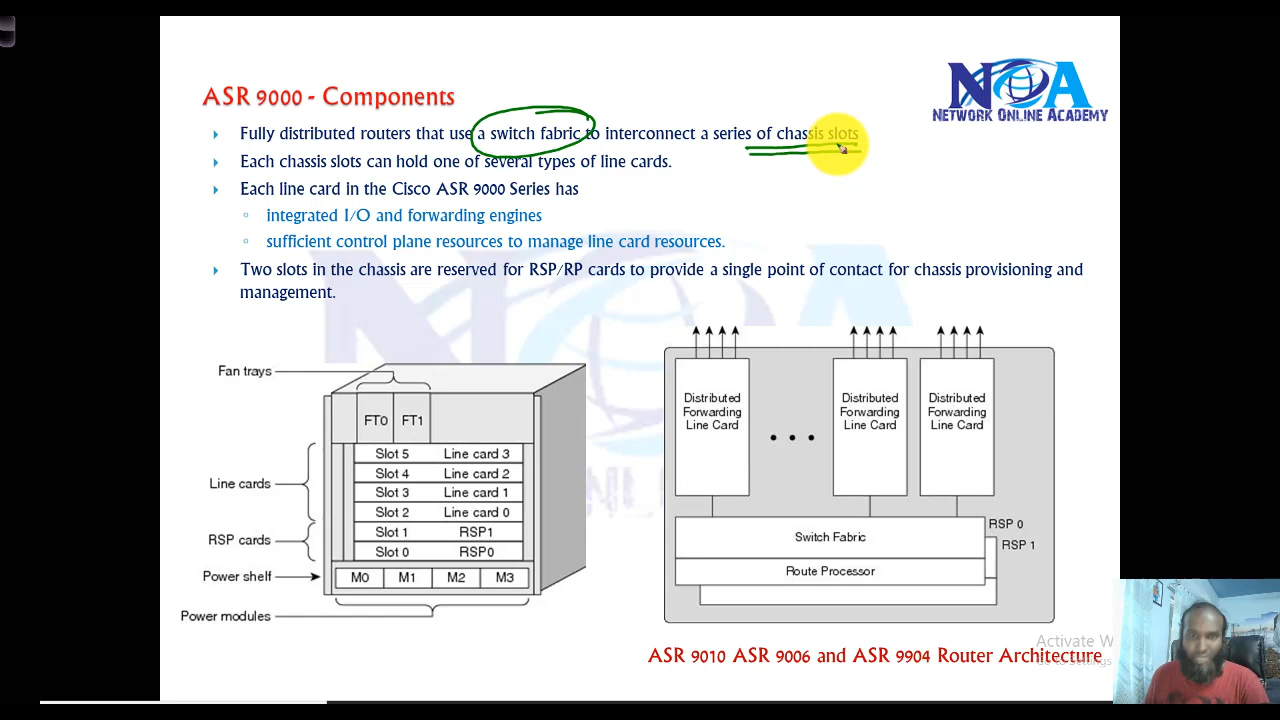 NOA
NETWORK ONLINE ACADEMY
ASR 9000 - Components
Fully distributed routers that use a switch fabric to interconnect a series of chassis slots
Each chassis slots can hold one of several types of line cards.
Each line card in the Cisco ASR 9000 Series has
integrated I/O and forwarding engines
sufficient control plane resources to manage line card resources.
Two slots in the chassis are reserved for RSP/RP cards to provide a single point of contact for chassis provisioning and
management.
Fan trays
FT0 FT1
Slot 5 Line card 3
Slot 4 Line card 2
Line cards
Slot 3 Line card 1
Slot 2 Line card 0
RSP cards
Slot 1 RSP1
Slot 0 RSP0
Power shelf
M0 M1 M2 M3
Power modules
Distributed
Forwarding
Line Card
Distributed
Forwarding
Line Card
Distributed
Forwarding
Line Card
Switch Fabric
Route Processor
RSP 0
RSP 1
ASR 9010 ASR 9006 and ASR 9904 Router Architecture
Activate W